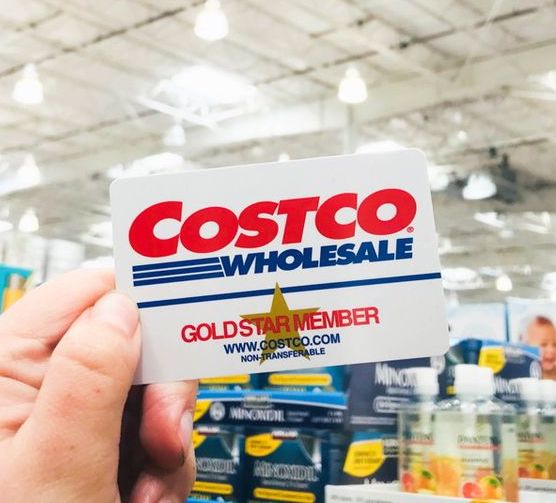 COSTCO®
WHOLESALE
GOLD STAR MEMBER
WWW.COSTCO.COM
NON-TRANSFERABLE
MINOXIDIL
MINOXIDIL
MINOXIDIL